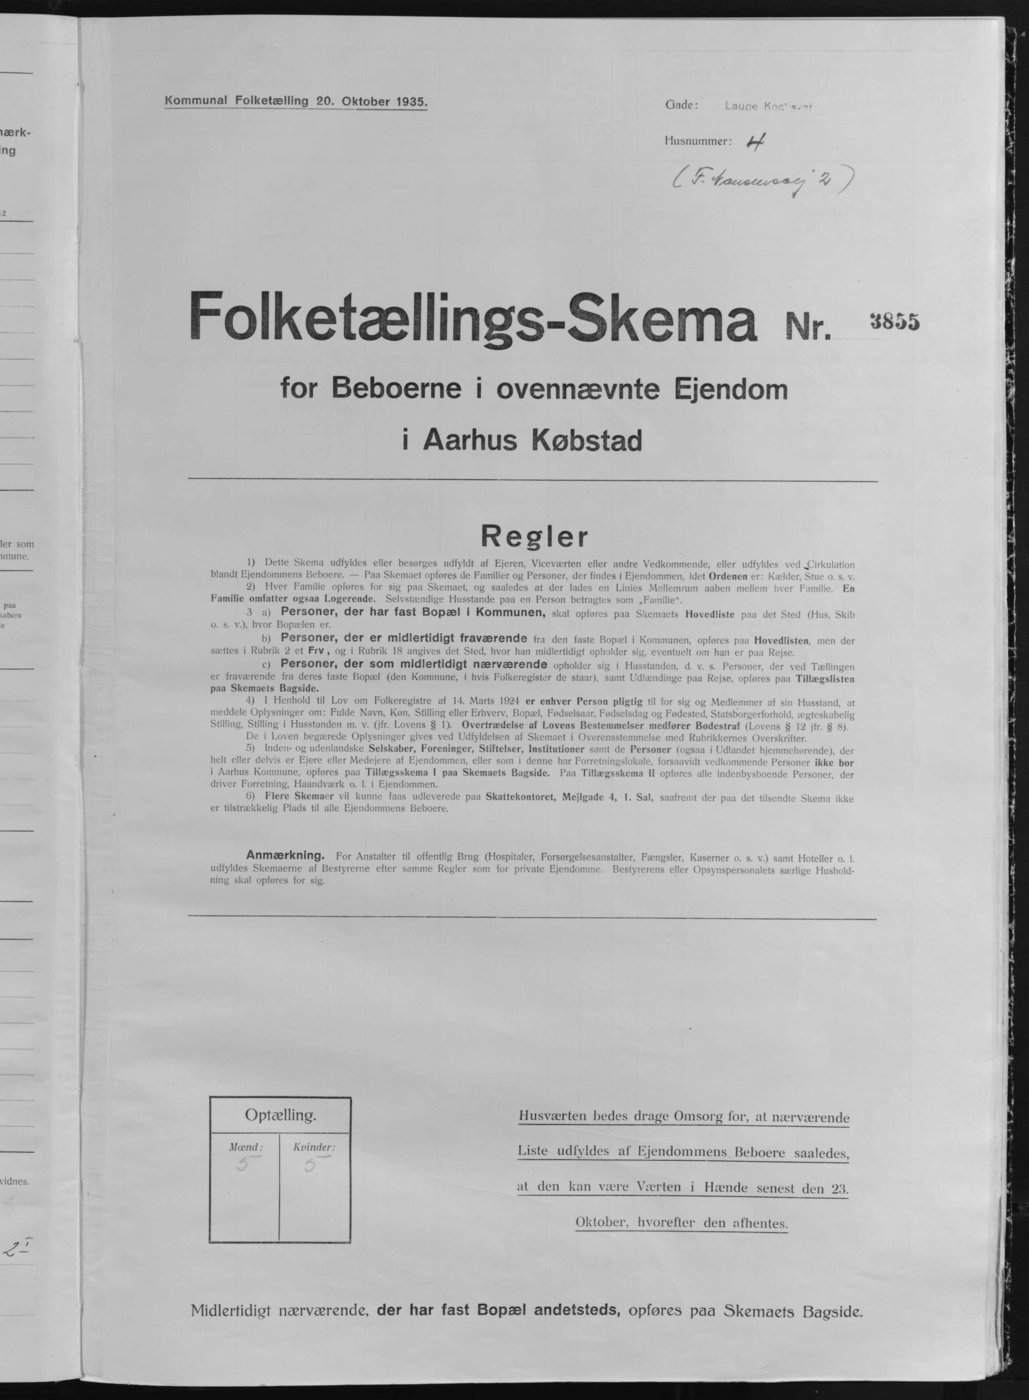 Kommunal Folketælling 20. Oktober 1935.
Gade: Lauge
Husnummer: 4
(F. 2)
Folketællings-Skema Nr. 3855
for Beboerne i ovennævnte Ejendom
i Aarhus Købstad
Regler
1) Dette Skema udfyldes eller besørges udfyldt af Ejeren, Viceværten eller andre Vedkommende, eller udfyldes ved Cirkulation
blandt Ejendommens Beboere. — Paa Skemaet opføres de Familier og Personer, der findes i Ejendommen, idet Ordenen er: Kælder, Stue o. s. v.
2) Hver Familie opføres for sig paa Skemaet, og saaledes at der lades en Linies Mellemrum aaben mellem hver Familie. En
Familie omfatter ogsaa Logerende. Selvstændige Husstande paa en Person betragtes som „Familie“.
3 a) Personer, der har fast Bopæl i Kommunen, skal opføres paa Skemaets Hovedliste paa det Sted (Hus, Skib
o. s. v.), hvor Bopælen er.
b) Personer, der er midlertidigt fraværende fra den faste Bopæl i Kommunen, opføres paa Hovedlisten, men der
sættes i Rubrik 2 et Frv, og i Rubrik 18 angives det Sted, hvor han midlertidigt opholder sig, eventuelt om han er paa Rejse.
c) Personer, der som midlertidigt nærværende opholder sig i Husstanden, d. v. s. Personer, der ved Tællingen
er fraværende fra deres faste Bopæl (den Kommune, i hvis Folkeregister de staar), samt Udlændinge paa Rejse, opføres paa Tillægslisten
paa Skemaets Bagside.
4) I Henhold til Lov om Folkeregistre af 14. Marts 1924 er enhver Person pligtig til for sig og Medlemmer af sin Husstand, at
meddele Oplysninger om: Fulde Navn, Køn, Stilling eller Erhverv, Bopæl, Fødselsaar, Fødselsdag og Fødested, Statsborgerforhold, ægteskabelig
Stilling, Stilling i Husstanden m. v. (jfr. Lovens § 1). Overtrædelse af Lovens Bestemmelser medfører Bødestraf (Lovens § 12 jfr. § 8).
De i Loven begærede Oplysninger gives ved Udfyldelsen af Skemaet i Overensstemmelse med Rubrikkernes Overskrifter.
5) Inden- og udenlandske Selskaber, Foreninger, Stiftelser, Institutioner samt de Personer (ogsaa i Udlandet hjemmehørende), der
helt eller delvis er Ejere eller Medejere af Ejendommen, eller som i denne har Forretningslokale, forsaavidt vedkommende Personer ikke bor
i Aarhus Kommune, opføres paa Tillægsskema I paa Skemaets Bagside. Paa Tillægsskema II opføres alle indenbysboende Personer, der
driver Forretning, Haandværk o. l. i Ejendommen.
6) Flere Skemaer vil kunne faas udleverede paa Skattekontoret, Mejlgade 4, 1. Sal, saafremt der paa det tilsendte Skema ikke
er tilstrækkelig Plads til alle Ejendommens Beboere.
Anmærkning. For Anstalter til offentlig Brug (Hospitaler, Forsørgelsesanstalter, Fængsler, Kaserner o. s. v.) samt Hoteller o. l.
udfyldes Skemaerne af Bestyrerne efter samme Regler som for private Ejendomme. Bestyrerens eller Opsynspersonalets særlige Hushold-
ning skal opføres for sig.
Optælling.
Mænd: Kvinder:
5 5
Husværten bedes drage Omsorg for, at nærværende
Liste udfyldes af Ejendommens Beboere saaledes,
at den kan være Værten i Hænde senest den 23.
Oktober, hvorefter den afhentes.
Midlertidigt nærværende, der har fast Bopæl andetsteds, opføres paa Skemaets Bagside.